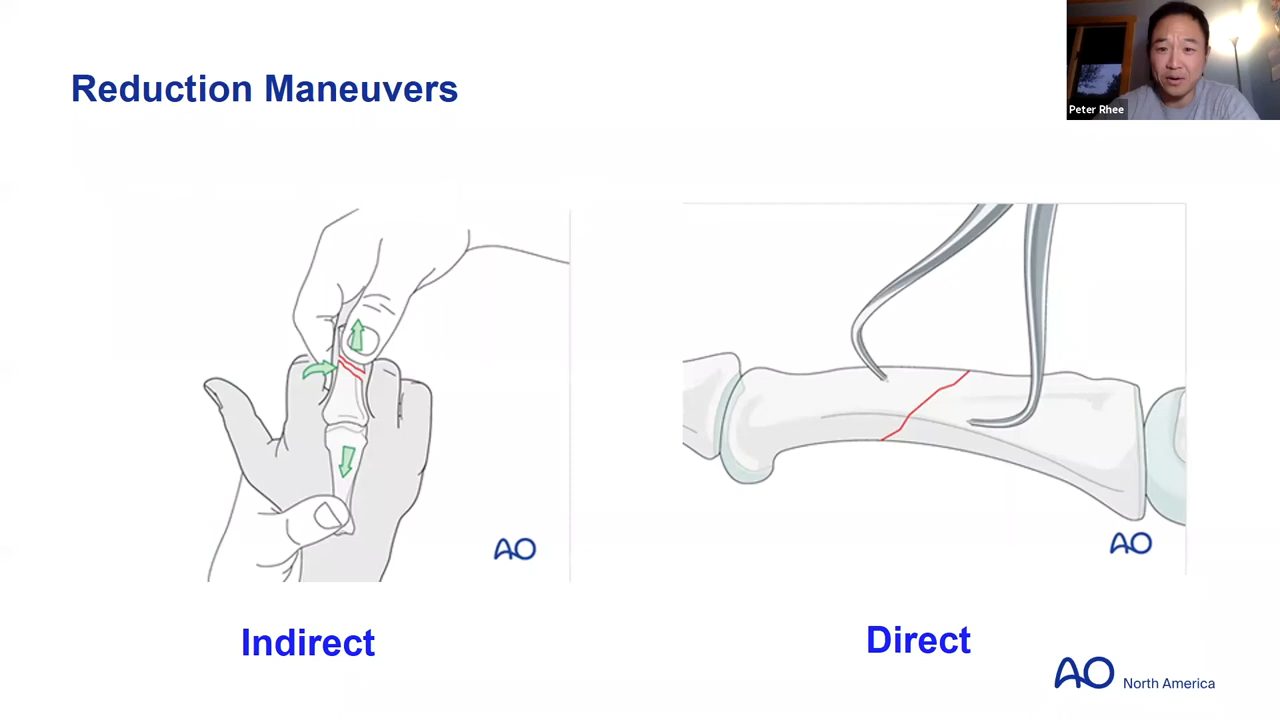 Reduction Maneuvers
Peter Rhee
AO
AO
Indirect
Direct
AO North America